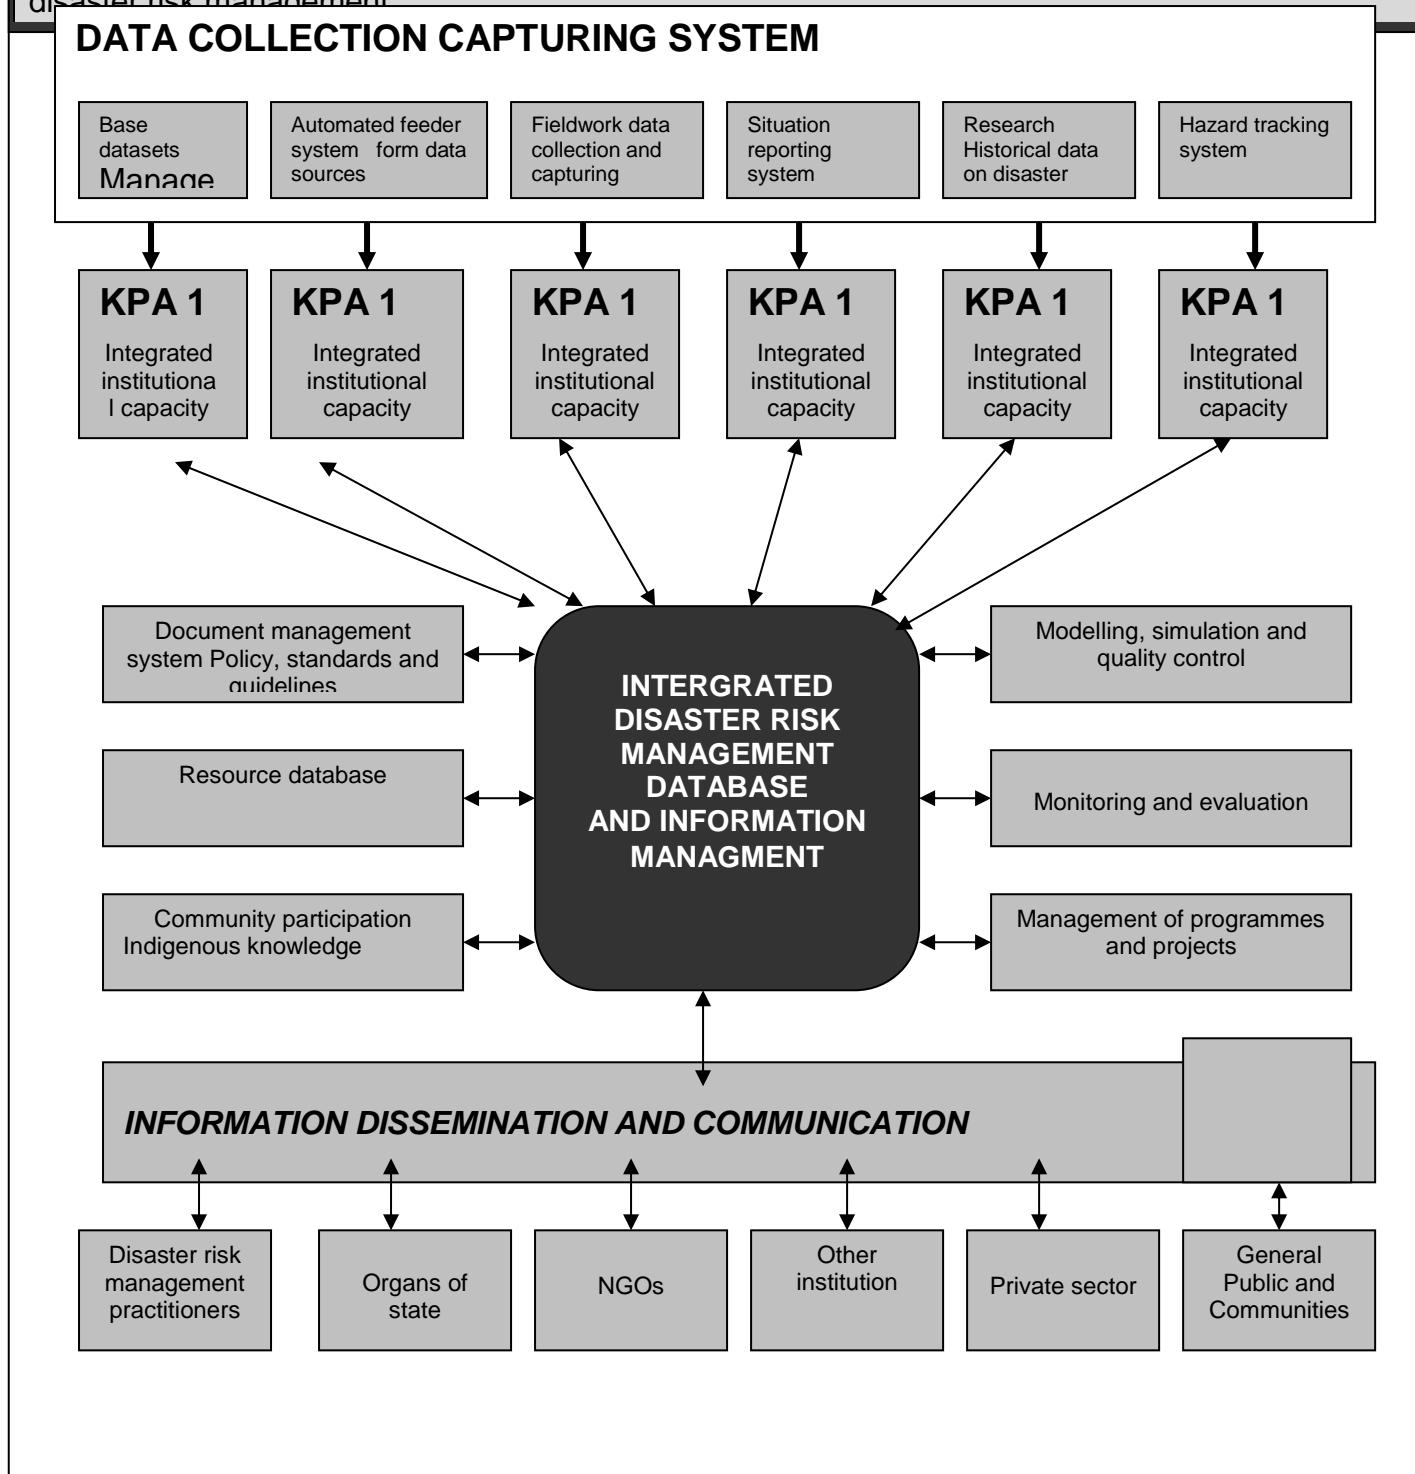 disaster risk management
DATA COLLECTION CAPTURING SYSTEM
Base
datasets
Manage
Automated feeder
system form data
sources
Fieldwork data
collection and
capturing
Situation
reporting
system
Research
Historical data
on disaster
Hazard tracking
system
KPA 1
Integrated
institutiona
l capacity
KPA 1
Integrated
institutional
capacity
KPA 1
Integrated
institutional
capacity
KPA 1
Integrated
institutional
capacity
KPA 1
Integrated
institutional
capacity
KPA 1
Integrated
institutional
capacity
Document management
system Policy, standards and
guidelines
Resource database
Community participation
Indigenous knowledge
INTERGRATED
DISASTER RISK
MANAGEMENT
DATABASE
AND INFORMATION
MANAGMENT
Modelling, simulation and
quality control
Monitoring and evaluation
Management of programmes
and projects
INFORMATION DISSEMINATION AND COMMUNICATION
Disaster risk
management
practitioners
Organs of
state
NGOs
Other
institution
Private sector
General
Public and
Communities